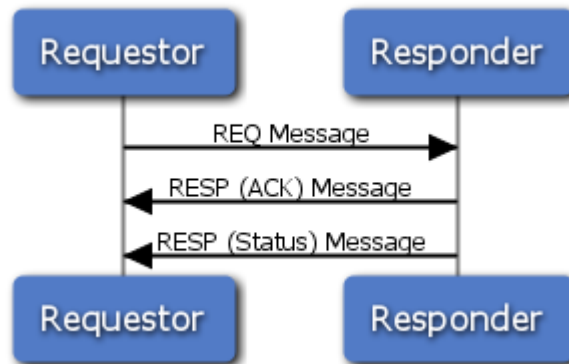 Requestor
Responder
REQ Message
RESP (ACK) Message
RESP (Status) Message
Requestor
Responder